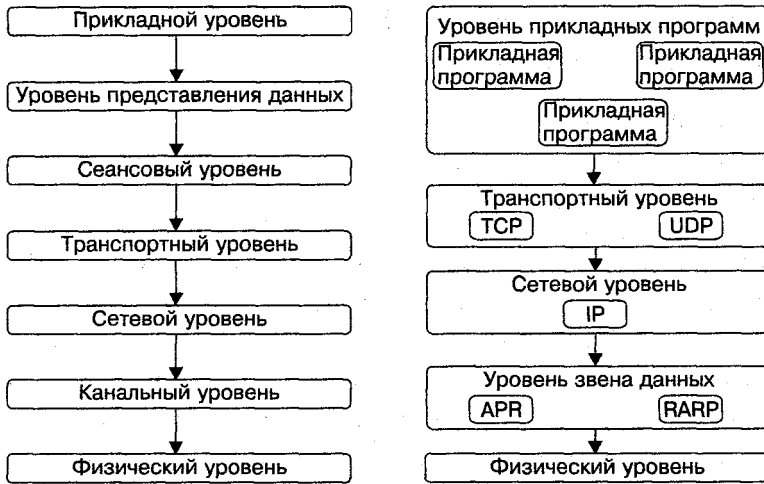 Прикладной уровень
Уровень представления данных
Сеансовый уровень
Транспортный уровень
Сетевой уровень
Канальный уровень
Физический уровень
Уровень прикладных программ
Прикладная
программа
Прикладная
программа
Прикладная
программа
Транспортный уровень
TCP
UDP
Сетевой уровень
IP
Уровень звена данных
APR
RARP
Физический уровень